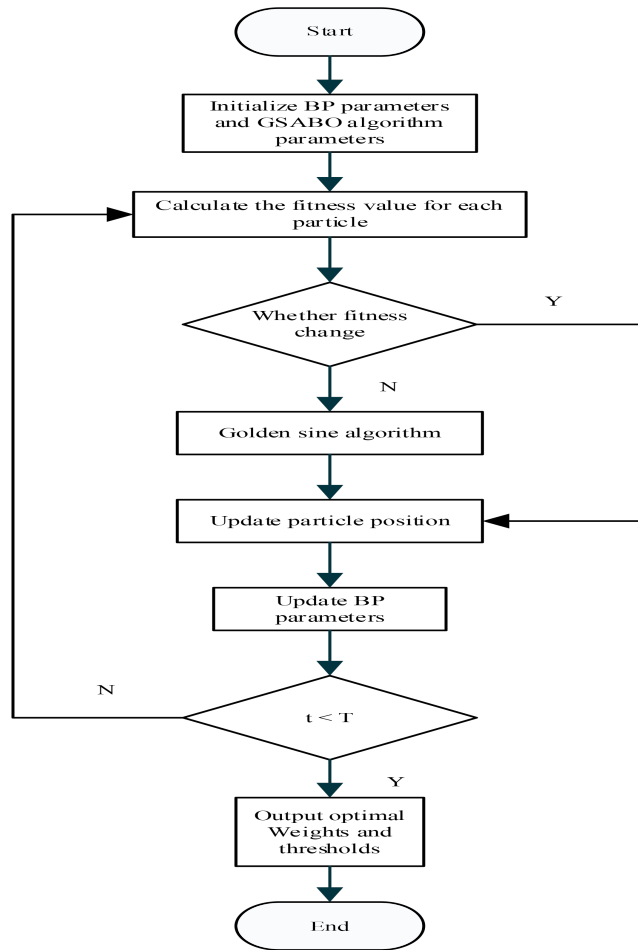 Start
Initialize BP parameters
and GSABO algorithm
parameters
Calculate the fitness value for each
particle
Whether fitness
change
Y
N
Golden sine algorithm
Update particle position
Update BP
parameters
N
t < T
Y
Output optimal
Weights and
thresholds
End